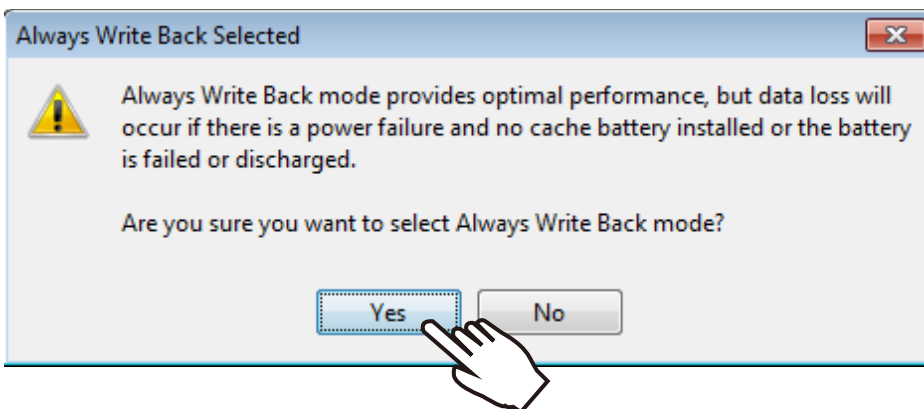 Always Write Back Selected
Always Write Back mode provides optimal performance, but data loss will
occur if there is a power failure and no cache battery installed or the battery
is failed or discharged.
Are you sure you want to select Always Write Back mode?
Yes
No